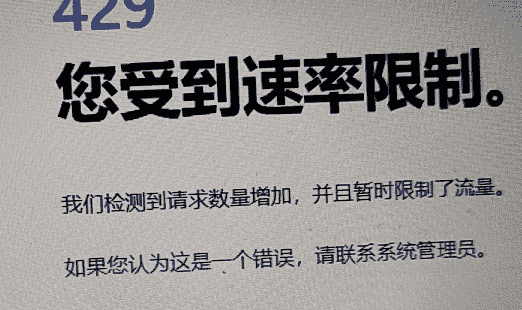 429
您受到速率限制。
我们检测到请求数量增加，并且暂时限制了流量。
如果您认为这是一个错误，请联系系统管理员。